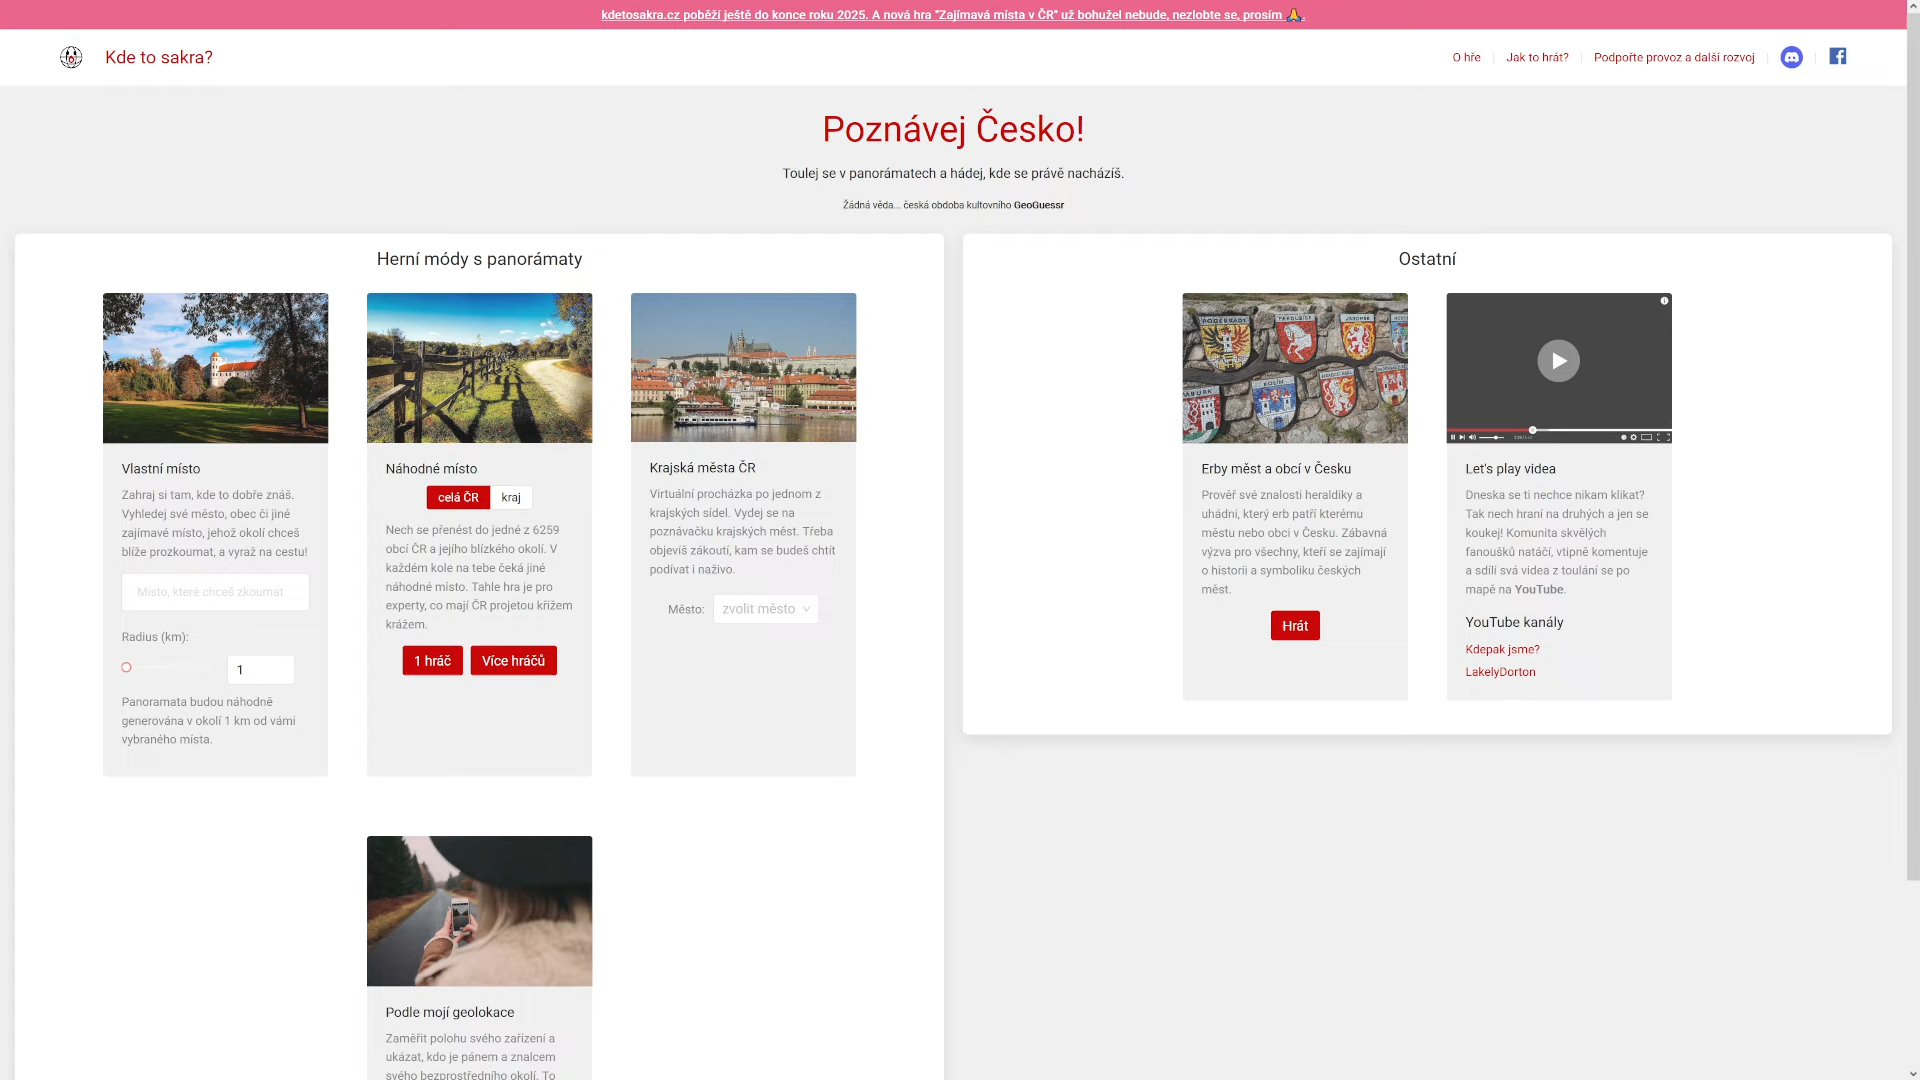 kdetosakra.cz poběží ještě do konce roku 2025. A nová hra "Zajímavá místa v ČR" už bohužel nebude, nezlobte se, prosím 🙏.
Kde to sakra?
O hře
Jak to hrát?
Podpořte provoz a další rozvoj
Poznávej Česko!
Toulej se v panorámatech a hádej, kde se právě nacházíš.
Žádná věda... česká obdoba kultovního GeoGuessr
Herní módy s panorámaty
Vlastní místo
Zahraj si tam, kde to dobře znáš.
Vyhledej své město, obec či jiné
zajímavé místo, jehož okolí chceš
blíže prozkoumat, a vyraž na cestu!
Místo, které chceš zkoumat
Radius (km):
1
Panoramata budou náhodně
generována v okolí 1 km od vámi
vybraného místa.
Náhodné místo
celá ČR
kraj
Nech se přenést do jedné z 6259
obcí ČR a jejího blízkého okolí. V
každém kole na tebe čeká jiné
náhodné místo. Tahle hra je pro
experty, co mají ČR projetou křížem
krážem.
1 hráč
Více hráčů
Krajská města ČR
Virtuální procházka po jednom z
krajských sídel. Vydej se na
poznávačku krajských měst. Třeba
objevíš zákoutí, kam se budeš chtít
podívat i naživo.
Město:
zvolit město
Podle mojí geolokace
Zaměřit polohu svého zařízení a
ukázat, kdo je pánem a znalcem
svého bezprostředního okolí. To
Ostatní
PARDUBICE
JAROMĚŘ
KOLÍN
Erby měst a obcí v Česku
Prověř své znalosti heraldiky a
uhádni, který erb patří kterému
městu nebo obci v Česku. Zábavná
výzva pro všechny, kteří se zajímají
o historii a symboliku českých
měst.
Hrát
Let's play videa
Dneska se ti nechce nikam klikat?
Tak nech hraní na druhých a jen se
koukej! Komunita skvělých
fanoušků natáčí, vtipně komentuje
a sdílí svá videa z toulání se po
mapě na YouTube.
YouTube kanály
Kdepak jsme?
LakelyDorton